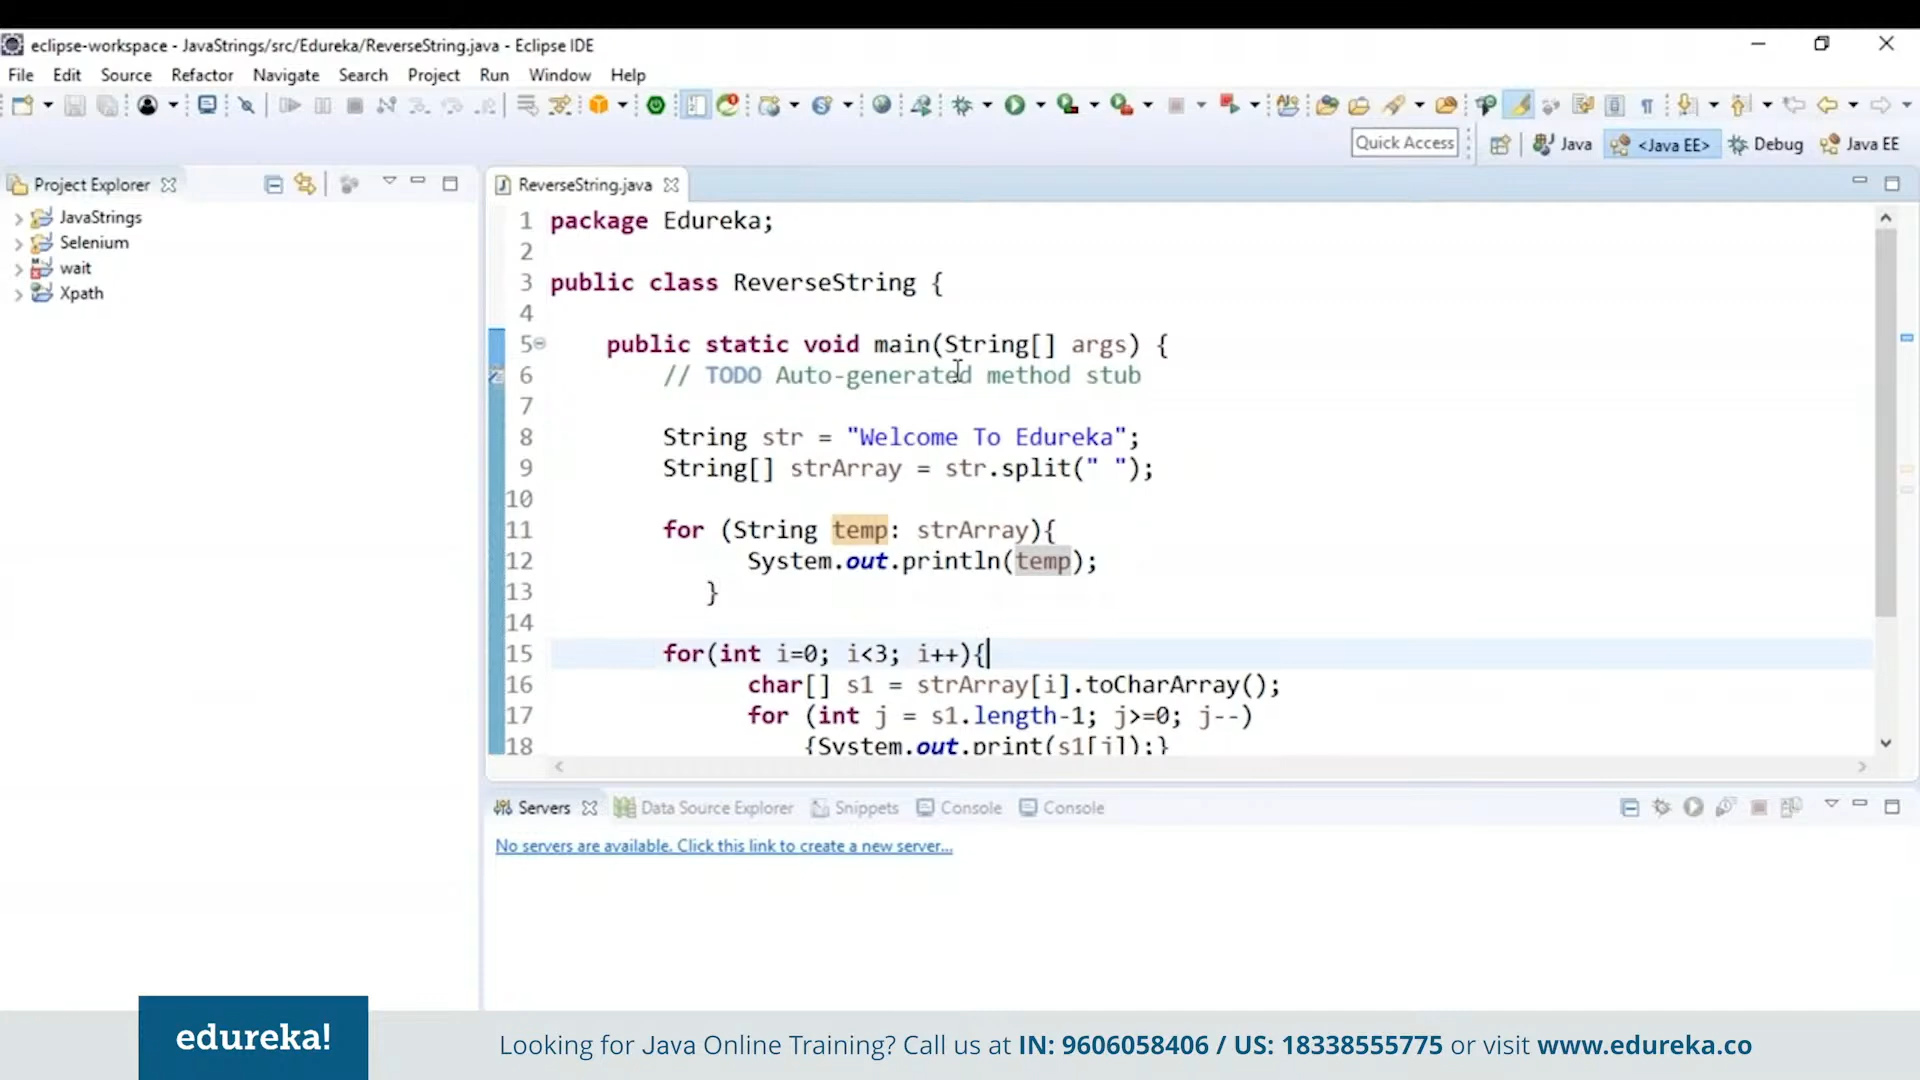 eclipse-workspace - JavaStrings/src/Edureka/ReverseString.java - Eclipse IDE
File Edit Source Refactor Navigate Search Project Run Window Help
Quick Access Java <Java EE> Debug Java EE
Project Explorer
JavaStrings
Selenium
wait
Xpath
ReverseString.java
1 package Edureka;
2
3 public class ReverseString {
4
5 public static void main(String[] args) {
6 // TODO Auto-generated method stub
7
8 String str = "Welcome To Edureka";
9 String[] strArray = str.split(" ");
10
11 for (String temp: strArray){
12 System.out.println(temp);
13 }
14
15 for(int i=0; i<3; i++){
16 char[] s1 = strArray[i].toCharArray();
17 for (int j = s1.length-1; j>=0; j--)
18 {System.out.print(s1[j]);}
Servers Data Source Explorer Snippets Console Console
No servers are available. Click this link to create a new server...
edureka!
Looking for Java Online Training? Call us at IN: 9606058406 / US: 18338555775 or visit www.edureka.co